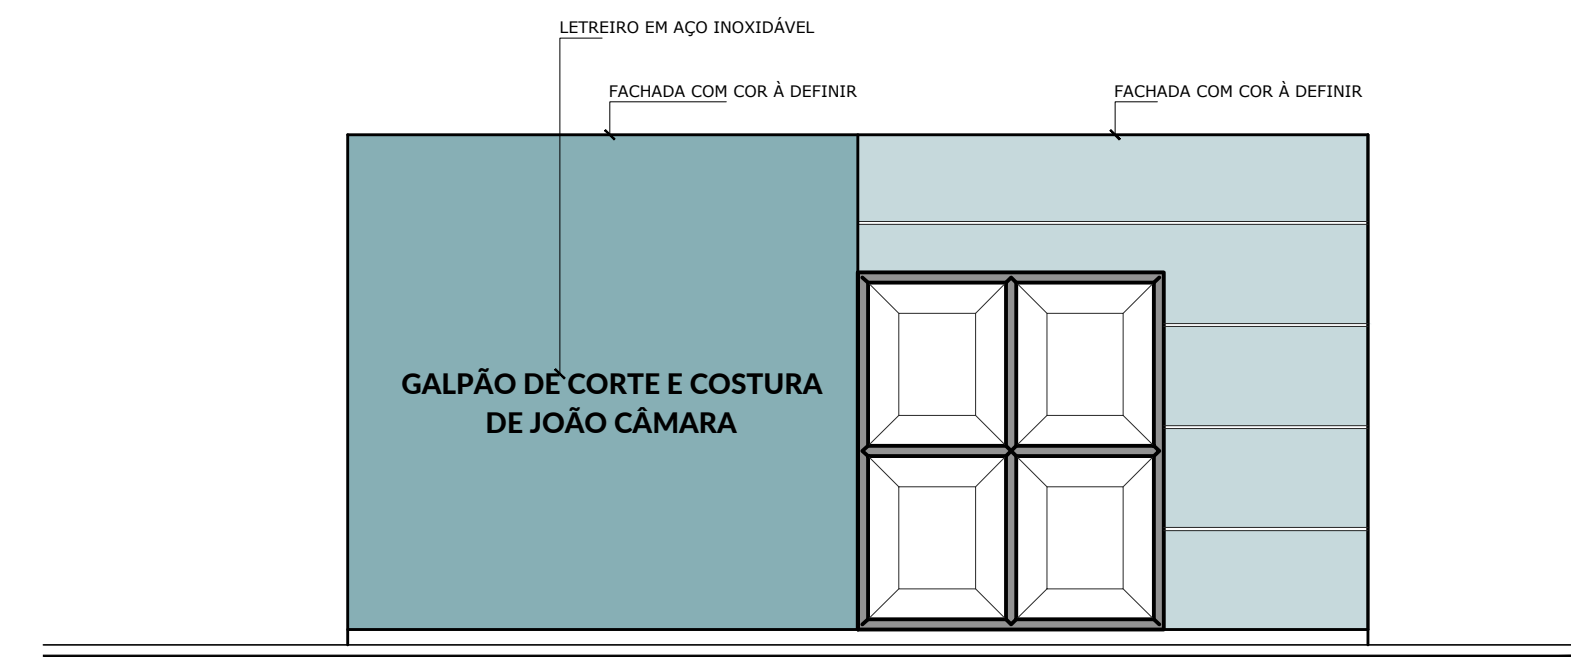 LETREIRO EM AÇO INOXIDÁVEL
FACHADA COM COR À DEFINIR
FACHADA COM COR À DEFINIR
GALPÃO DE CORTE E COSTURA
DE JOÃO CÂMARA